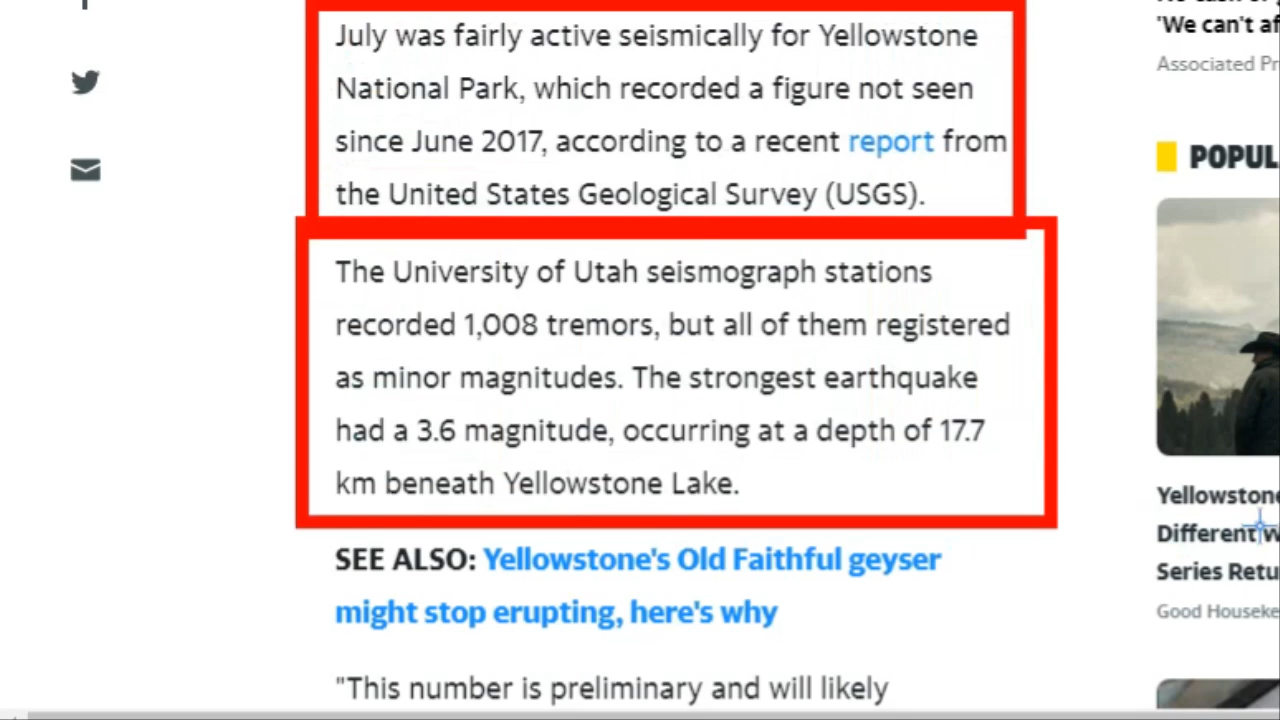 July was fairly active seismically for Yellowstone
National Park, which recorded a figure not seen
since June 2017, according to a recent report from
the United States Geological Survey (USGS).
The University of Utah seismograph stations
recorded 1,008 tremors, but all of them registered
as minor magnitudes. The strongest earthquake
had a 3.6 magnitude, occurring at a depth of 17.7
km beneath Yellowstone Lake.
SEE ALSO: Yellowstone's Old Faithful geyser
might stop erupting, here's why
"This number is preliminary and will likely
'We can't af
Associated Pr
POPUL
Yellowstone
Different w
Series Retu
Good Houseke